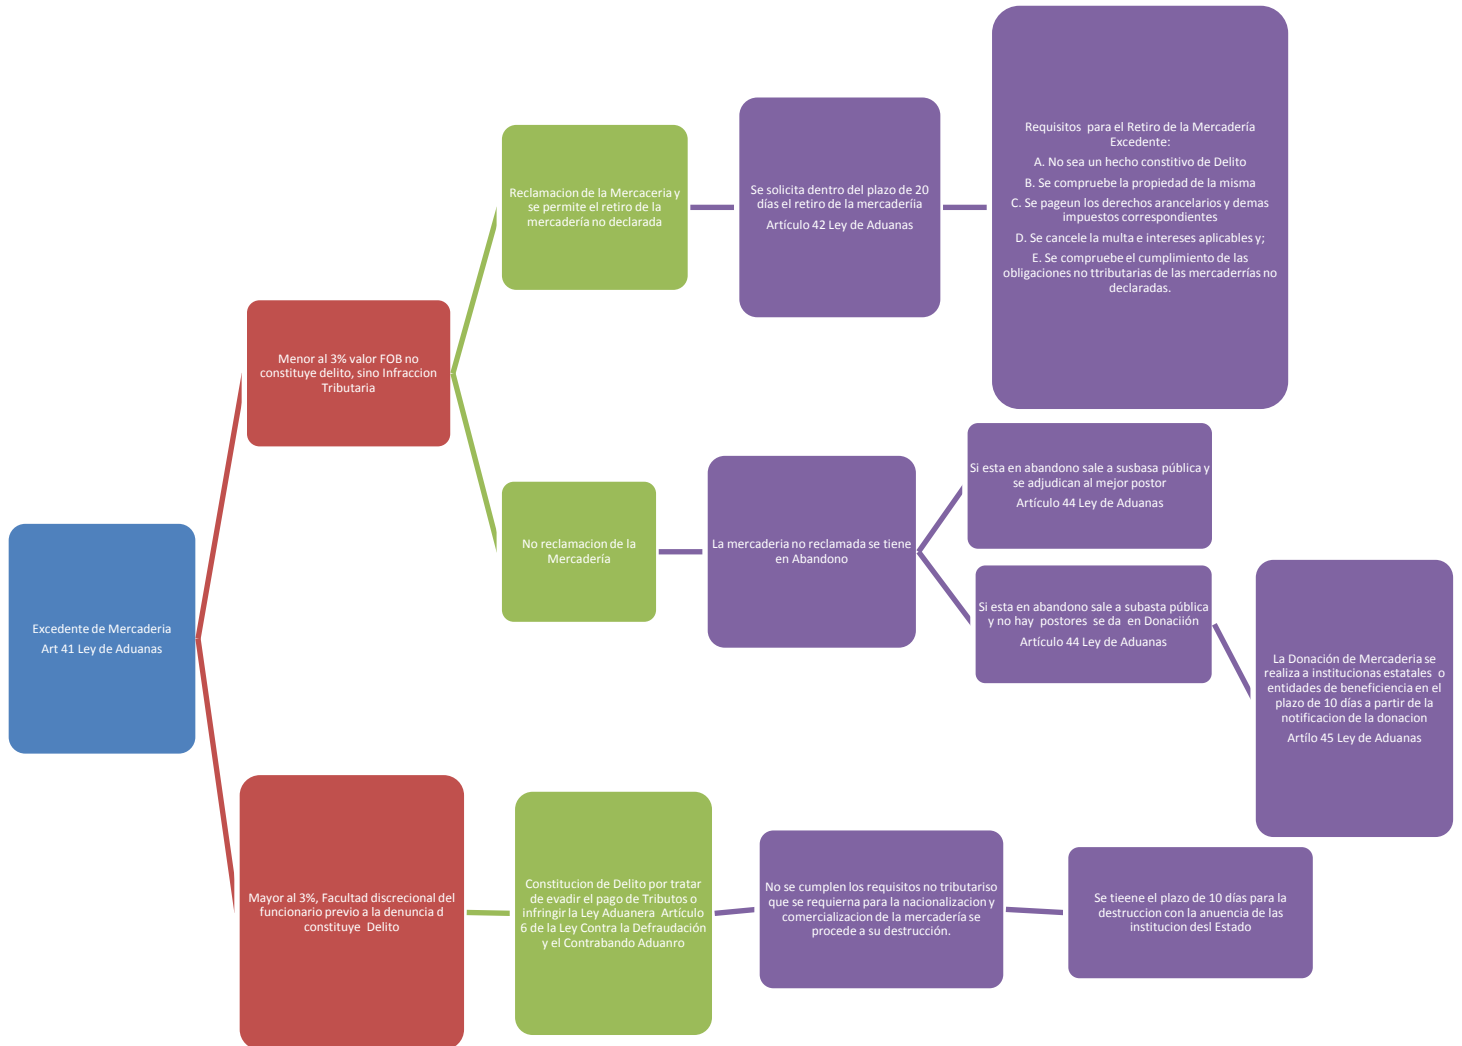 Excedente de Mercaderia
Art 41 Ley de Aduanas
Menor al 3% valor FOB no
constituye delito, sino Infraccion
Tributaria
Reclamacion de la Mercaceria y
se permite el retiro de la
mercadería no declarada
Se solicita dentro del plazo de 20
días el retiro de la mercaderíia
Artículo 42 Ley de Aduanas
Requisitos para el Retiro de la Mercadería
Excedente:
A. No sea un hecho constitivo de Delito
B. Se compruebe la propiedad de la misma
C. Se pageun los derechos arancelarios y demas
impuestos correspondientes
D. Se cancele la multa e intereses aplicables y;
E. Se compruebe el cumplimiento de las
obligaciones no ttributarias de las mercaderrías no
declaradas.
No reclamacion de la
Mercadería
La mercaderia no reclamada se tiene
en Abandono
Si esta en abandono sale a susbasa pública y
se adjudican al mejor postor
Artículo 44 Ley de Aduanas
Si esta en abandono sale a subasta pública
y no hay postores se da en Donaciión
Artículo 44 Ley de Aduanas
La Donación de Mercaderia se
realiza a institucionas estatales o
entidades de beneficiencia en el
plazo de 10 días a partir de la
notificacion de la donacion
Artílo 45 Ley de Aduanas
Mayor al 3%, Facultad discrecional del
funcionario previo a la denuncia d
constituye Delito
Constitucion de Delito por tratar
de evadir el pago de Tributos o
infringir la Ley Aduanera Artículo
6 de la Ley Contra la Defraudación
y el Contrabando Aduanro
No se cumplen los requisitos no tributariso
que se requierna para la nacionalizacion y
comercializacion de la mercadería se
procede a su destrucción.
Se tieene el plazo de 10 días para la
destruccion con la anuencia de las
institucion desl Estado